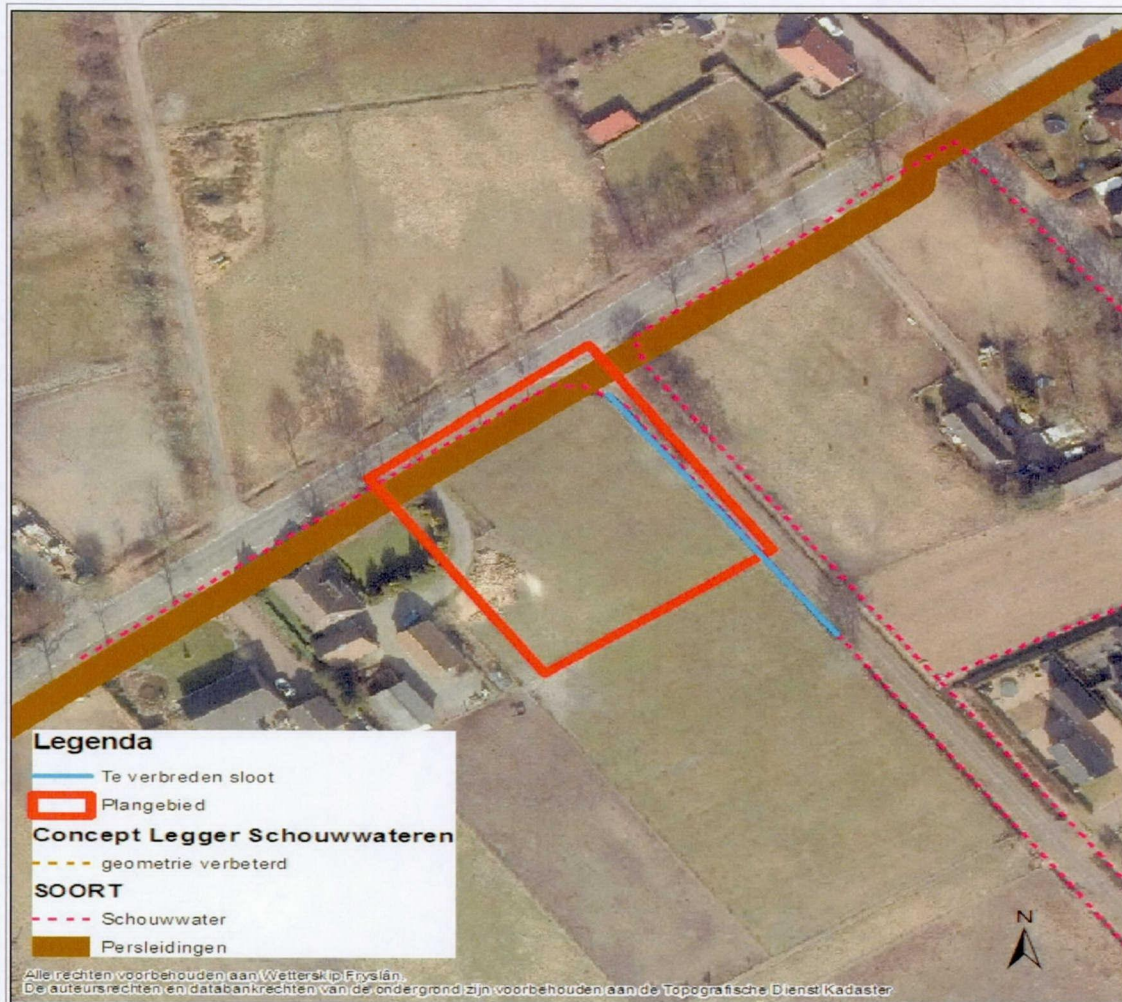 N
Legenda
Te verbreden sloot
Plangebied
Concept Legger Schouwwateren
geometrie verbeterd
SOORT
Schouwwater
Persleidingen
Alle rechten voorbehouden aan Wetterskip Fryslân.
De auteursrechten en databankrechten van de ondergrond zijn voorbehouden aan de Topografische Dienst Kadaster